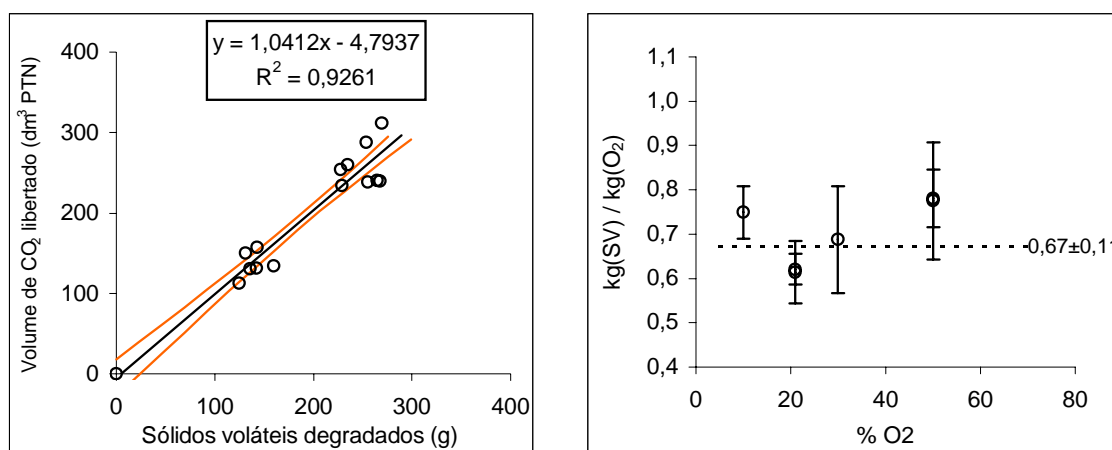 y = 1,0412x - 4,7937
R² = 0,9261
Volume de CO₂ libertado (dm³ PTN)
400
300
200
100
0
0 100 200 300 400
Sólidos voláteis degradados (g)
kg(SV) / kg(O₂)
1,2
1,1
1,0
0,9
0,8
0,7
0,6
0,5
0,4
0,67±0,11
0 20 40 60 80
% O2